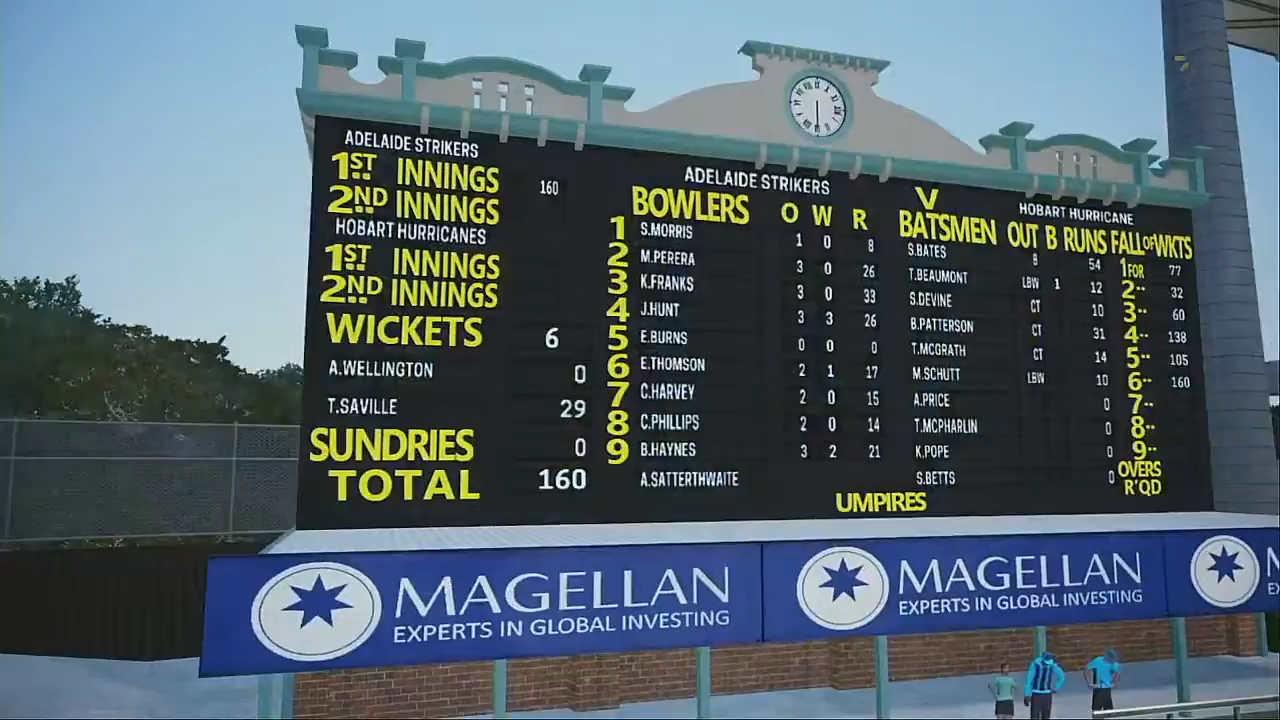 ADELAIDE STRIKERS
1ST INNINGS 160
2ND INNINGS
HOBART HURRICANES
1ST INNINGS
2ND INNINGS
WICKETS 6
A.WELLINGTON 0
T.SAVILLE 29
SUNDRIES 0
TOTAL 160
ADELAIDE STRIKERS V HOBART HURRICANE
BOWLERS O W R
1 S.MORRIS 1 0 8
2 M.PERERA 3 0 26
3 K.FRANKS 3 0 33
4 J.HUNT 3 3 26
5 E.BURNS 0 0 0
6 E.THOMSON 2 1 17
7 C.HARVEY 2 0 15
8 C.PHILLIPS 2 0 14
9 B.HAYNES 3 2 21
A.SATTERTHWAITE
BATSMEN OUT B RUNS FALL OF WKTS
S.BATES B 54 1 FOR 77
T.BEAUMONT LBW 1 12 2" 32
S.DEVINE CT 10 3" 60
B.PATTERSON CT 31 4" 138
T.MCGRATH CT 14 5" 105
M.SCHUTT LBW 10 6" 160
A.PRICE 0 7"
T.MCPHARLIN 0 8"
K.POPE 0 9"
S.BETTS 0 OVERS R'QD
UMPIRES
MAGELLAN
EXPERTS IN GLOBAL INVESTING
MAGELLAN
EXPERTS IN GLOBAL INVESTING